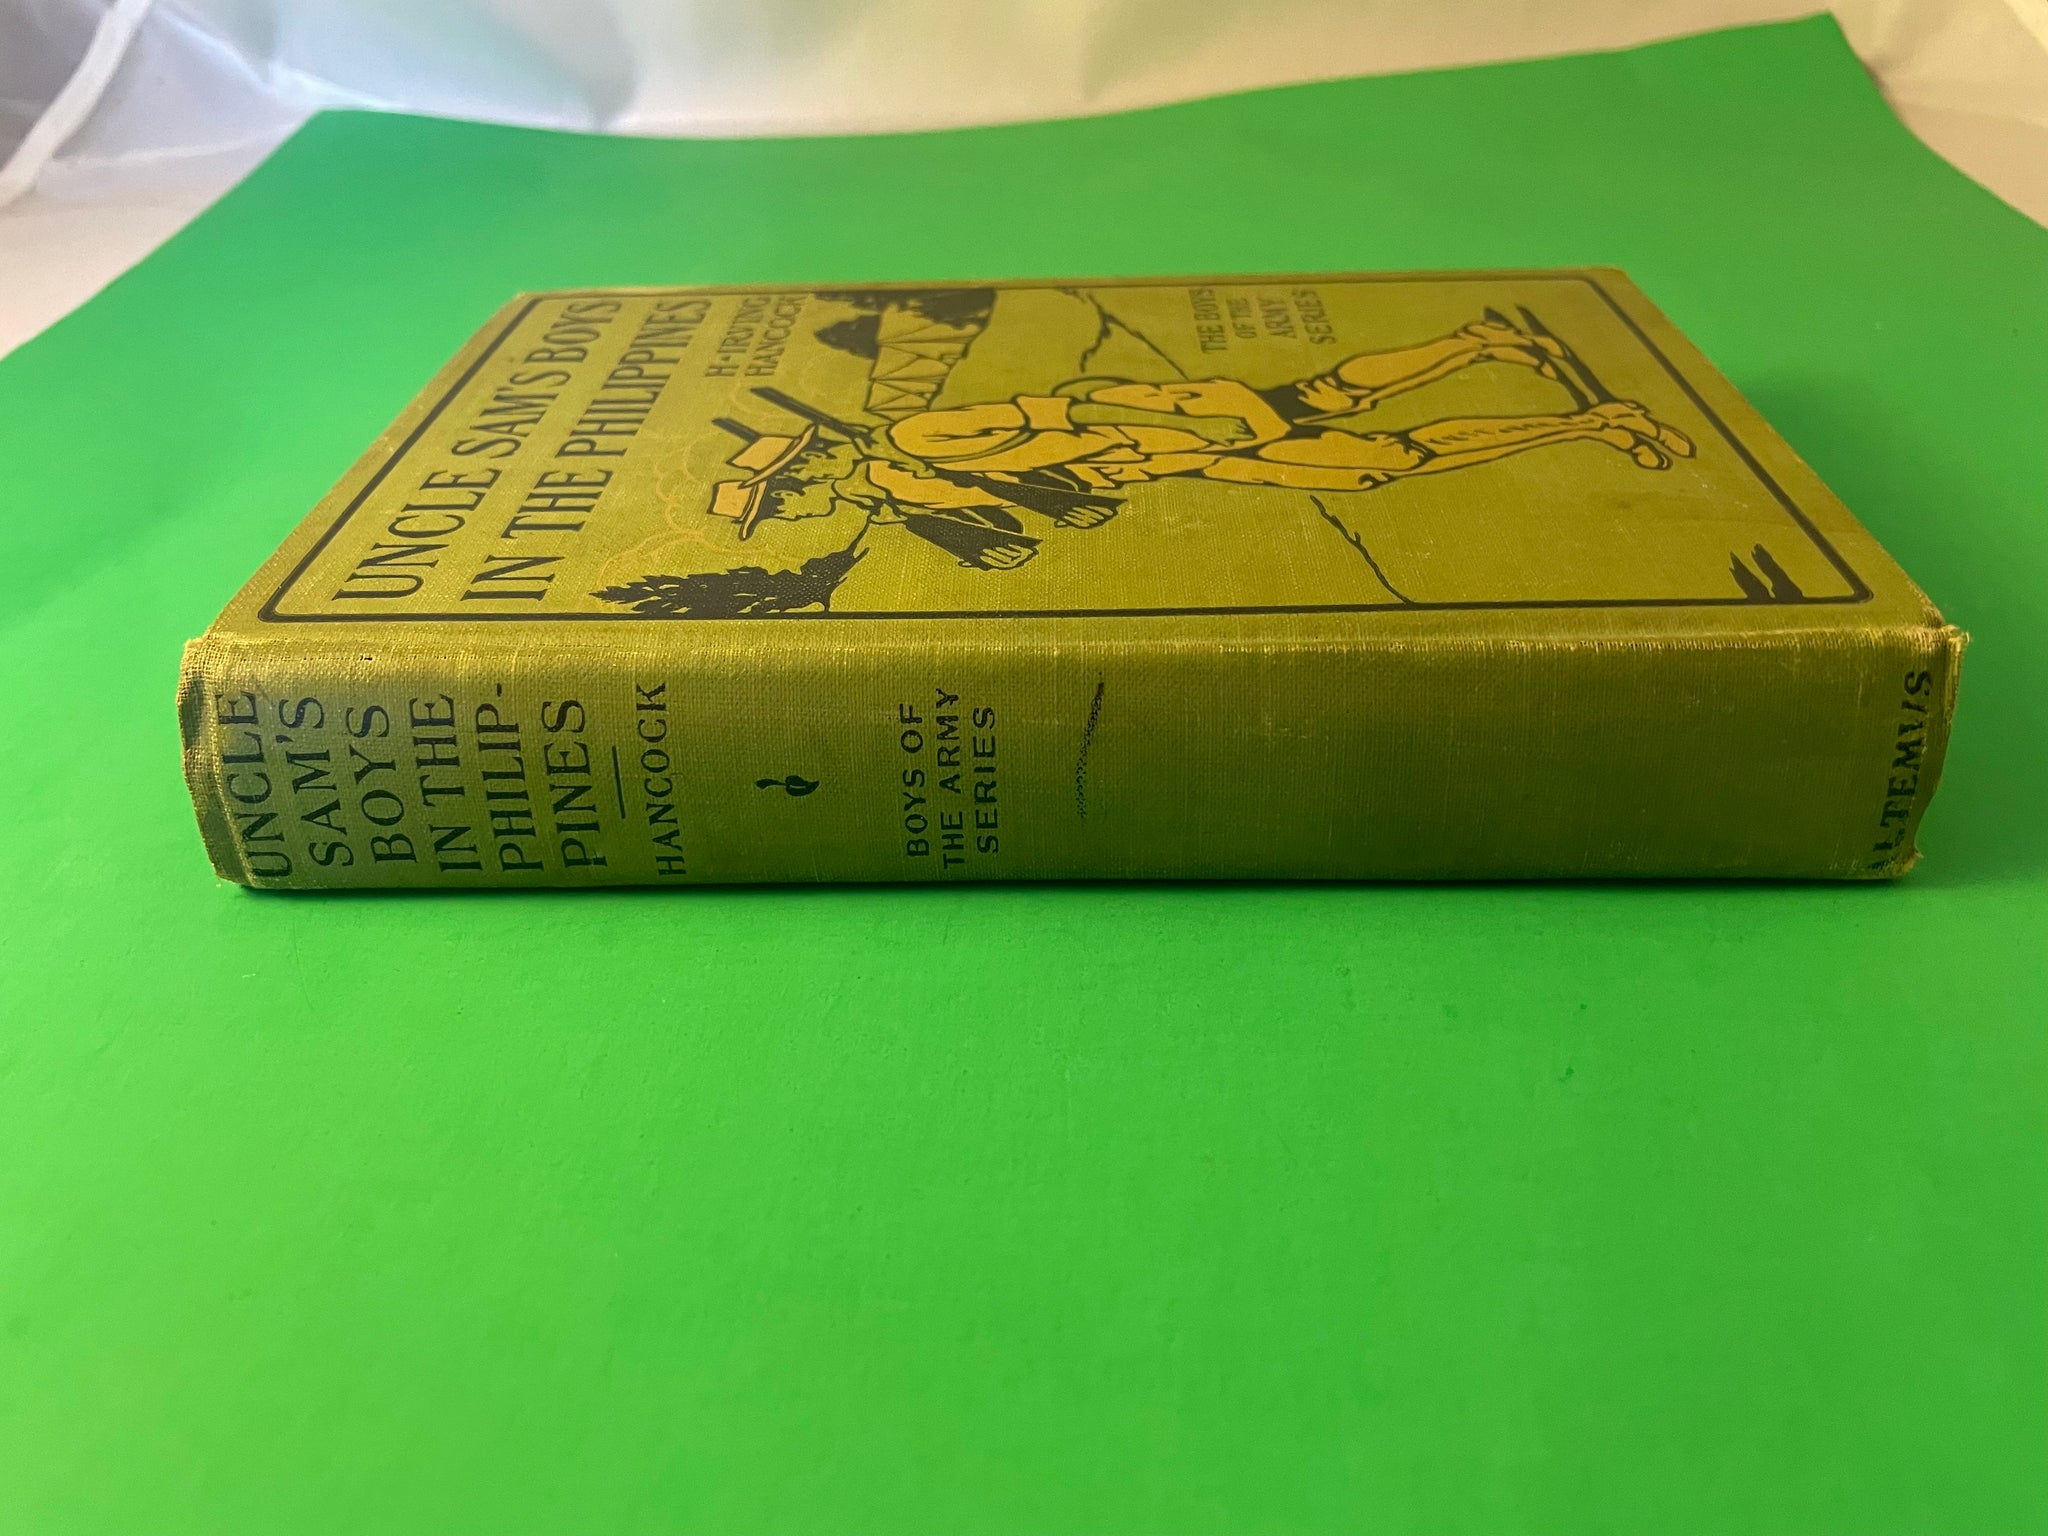 UNCLE SAM'S BOYS
IN THE PHILIPPINES
H-IRVING
HANCOCK
THE BOYS
OF THE
ARMY
SERIES
UNCLE
SAM'S
BOYS
IN THE
PHILIP-
PINES
HANCOCK
BOYS OF
THE ARMY
SERIES
ALTEMUS